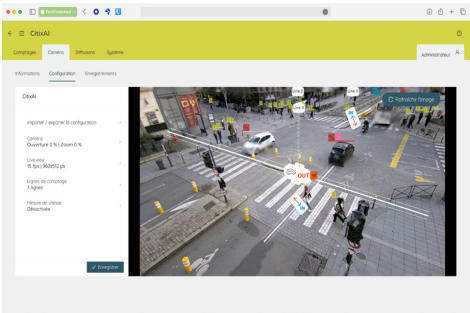 CitixAI
Comptages Caméra Diffusions Système
Administrateur
Informations Configuration Enregistrements
CitixAI
Importer / exporter la configuration
Caméra
Ouverture 0 % | Zoom 0 %
Live view
15 fps | 960x512 px
Lignes de comptage
3 lignes
Mesure de vitesse
Désactivée
Enregistrer
Line 2
Line 3
Rafraîchir l'image
OUT
IN